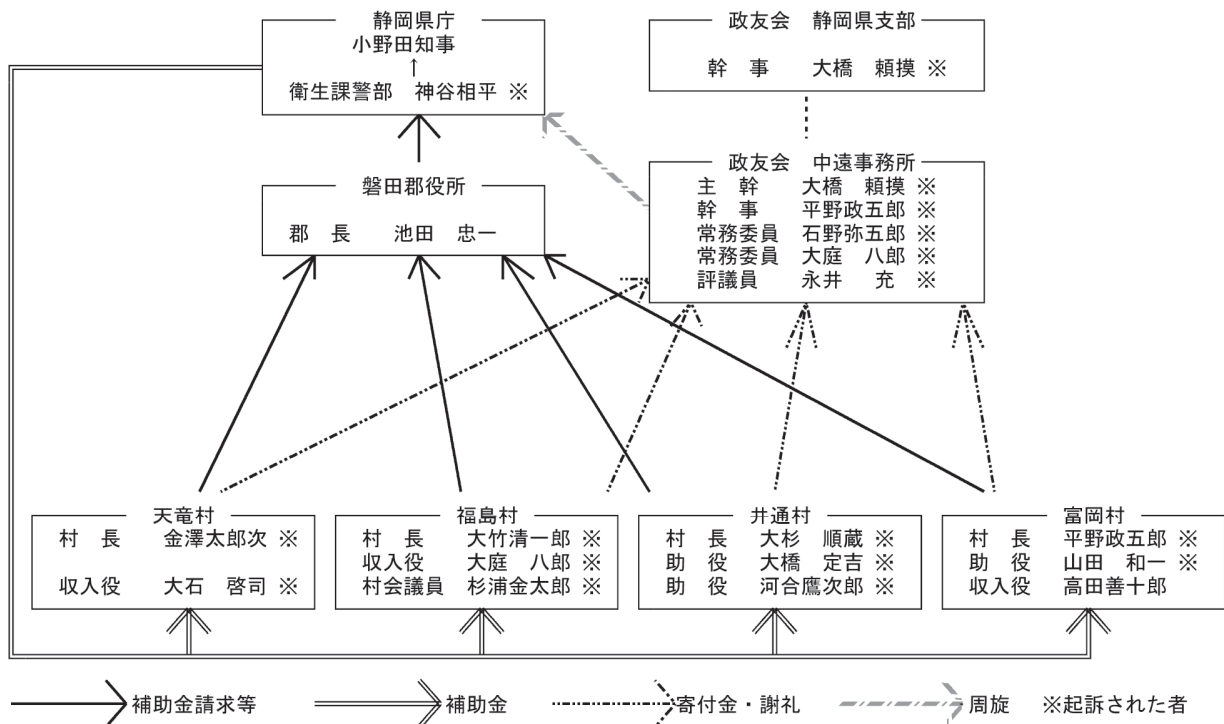 静岡県庁
小野田知事
↑
衛生課警部 神谷相平 ※
政友会 静岡県支部
幹 事 大橋 頼摸 ※
磐田郡役所
郡 長 池田 忠一
政友会 中遠事務所
主 幹 大橋 頼摸 ※
幹 事 平野政五郎 ※
常務委員 石野弥五郎 ※
常務委員 大庭 八郎 ※
評議員 永井 充 ※
天竜村
村 長 金澤太郎次 ※
収入役 大石 啓司 ※
福島村
村 長 大竹清一郎 ※
収入役 大庭 八郎 ※
村会議員 杉浦金太郎 ※
井通村
村 長 大杉 順蔵 ※
助 役 大橋 定吉 ※
助 役 河合鷹次郎 ※
富岡村
村 長 平野政五郎 ※
助 役 山田 和一 ※
収入役 高田善十郎
補助金請求等 補助金 寄付金・謝礼 周旋 ※起訴された者